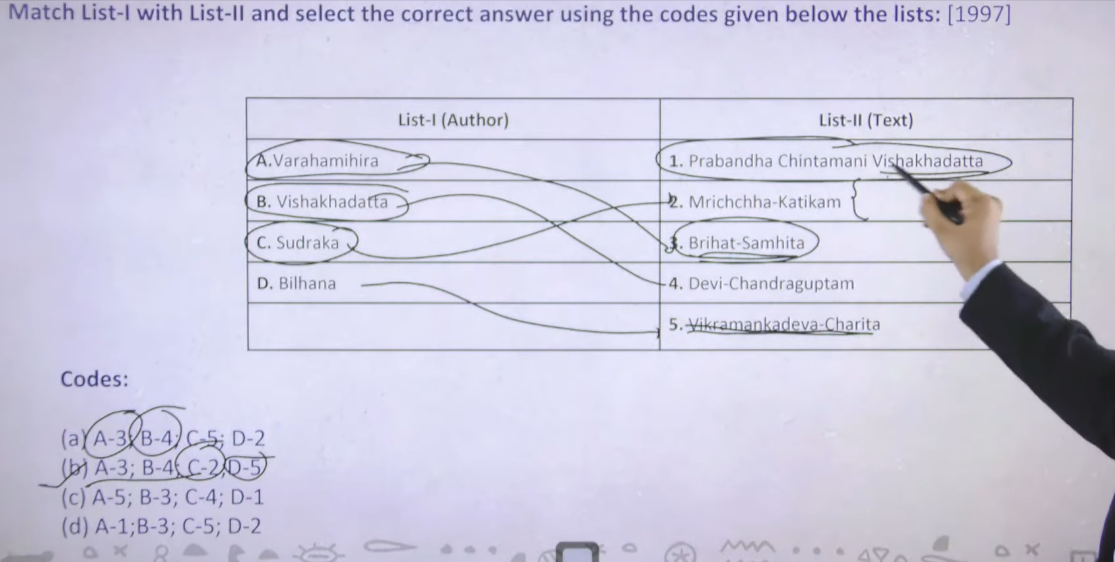 Match List-I with List-II and select the correct answer using the codes given below the lists: [1997]
List-I (Author) List-II (Text)
A.Varahamihira 1. Prabandha Chintamani Vishakhadatta
B. Vishakhadatta 2. Mrichchha-Katikam
C. Sudraka 3. Brihat-Samhita
D. Bilhana 4. Devi-Chandraguptam
5. Vikramankadeva-Charita
Codes:
(a) A-3; B-4; C-5; D-2
(b) A-3; B-4; C-2; D-5
(c) A-5; B-3; C-4; D-1
(d) A-1;B-3; C-5; D-2